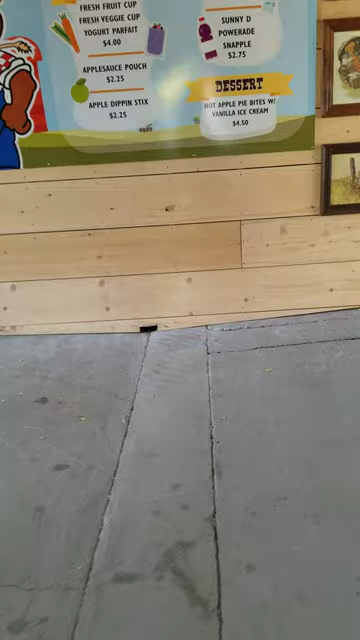 FRESH FRUIT CUP
FRESH VEGGIE CUP
YOGURT PARFAIT
$4.00
APPLESAUCE POUCH
$2.25
APPLE DIPPIN STIX
$2.25
SUNNY D
POWERADE
SNAPPLE
$2.75
DESSERT
HOT APPLE PIE BITES W/
VANILLA ICE CREAM
$4.50